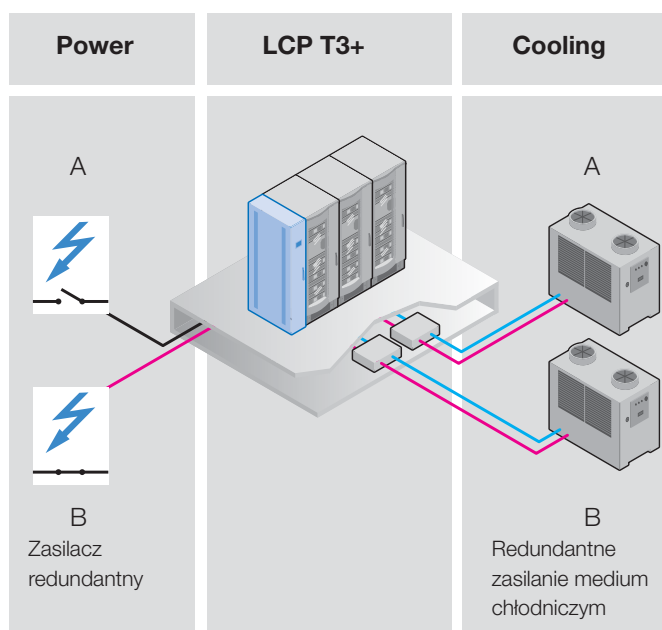 Power
LCP T3+
Cooling
A
A
B
Zasilacz
redundantny
B
Redundantne
zasilanie medium
chłodniczym